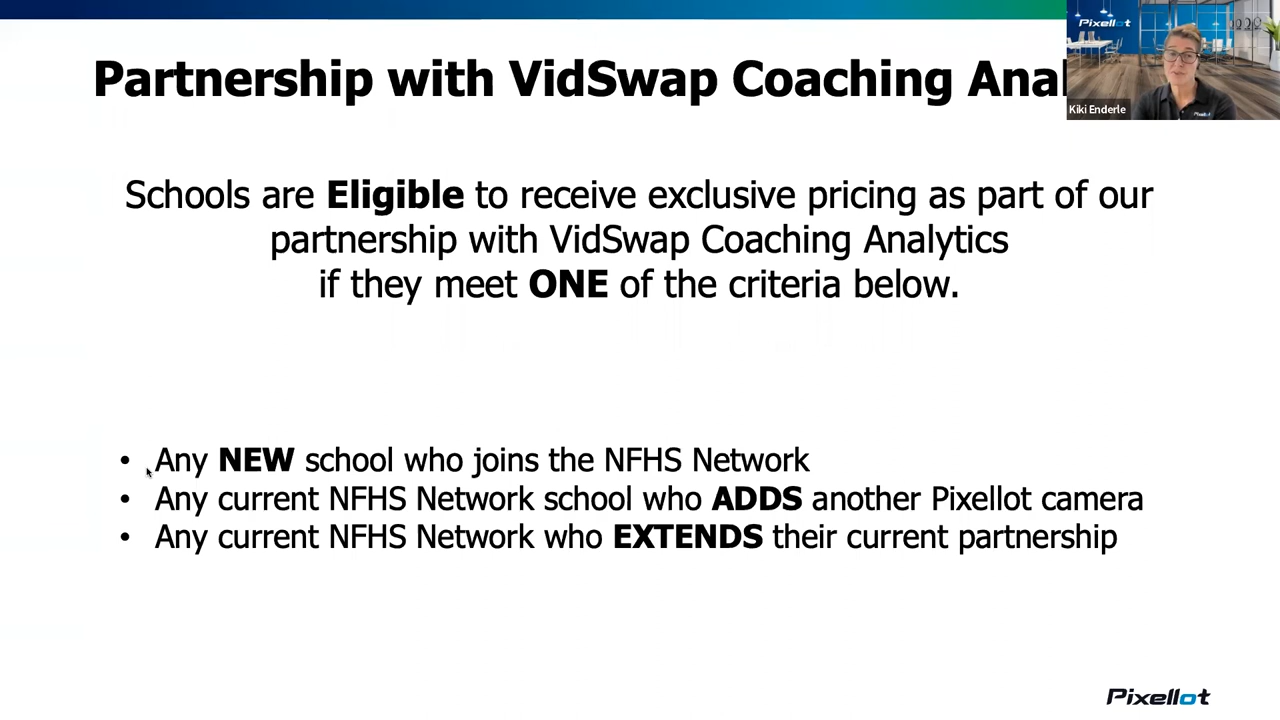 Partnership with VidSwap Coaching Anal
Pixellot
Kiki Enderle
Pixellot
Schools are Eligible to receive exclusive pricing as part of our
partnership with VidSwap Coaching Analytics
if they meet ONE of the criteria below.
• Any NEW school who joins the NFHS Network
• Any current NFHS Network school who ADDS another Pixellot camera
• Any current NFHS Network who EXTENDS their current partnership
Pixellot